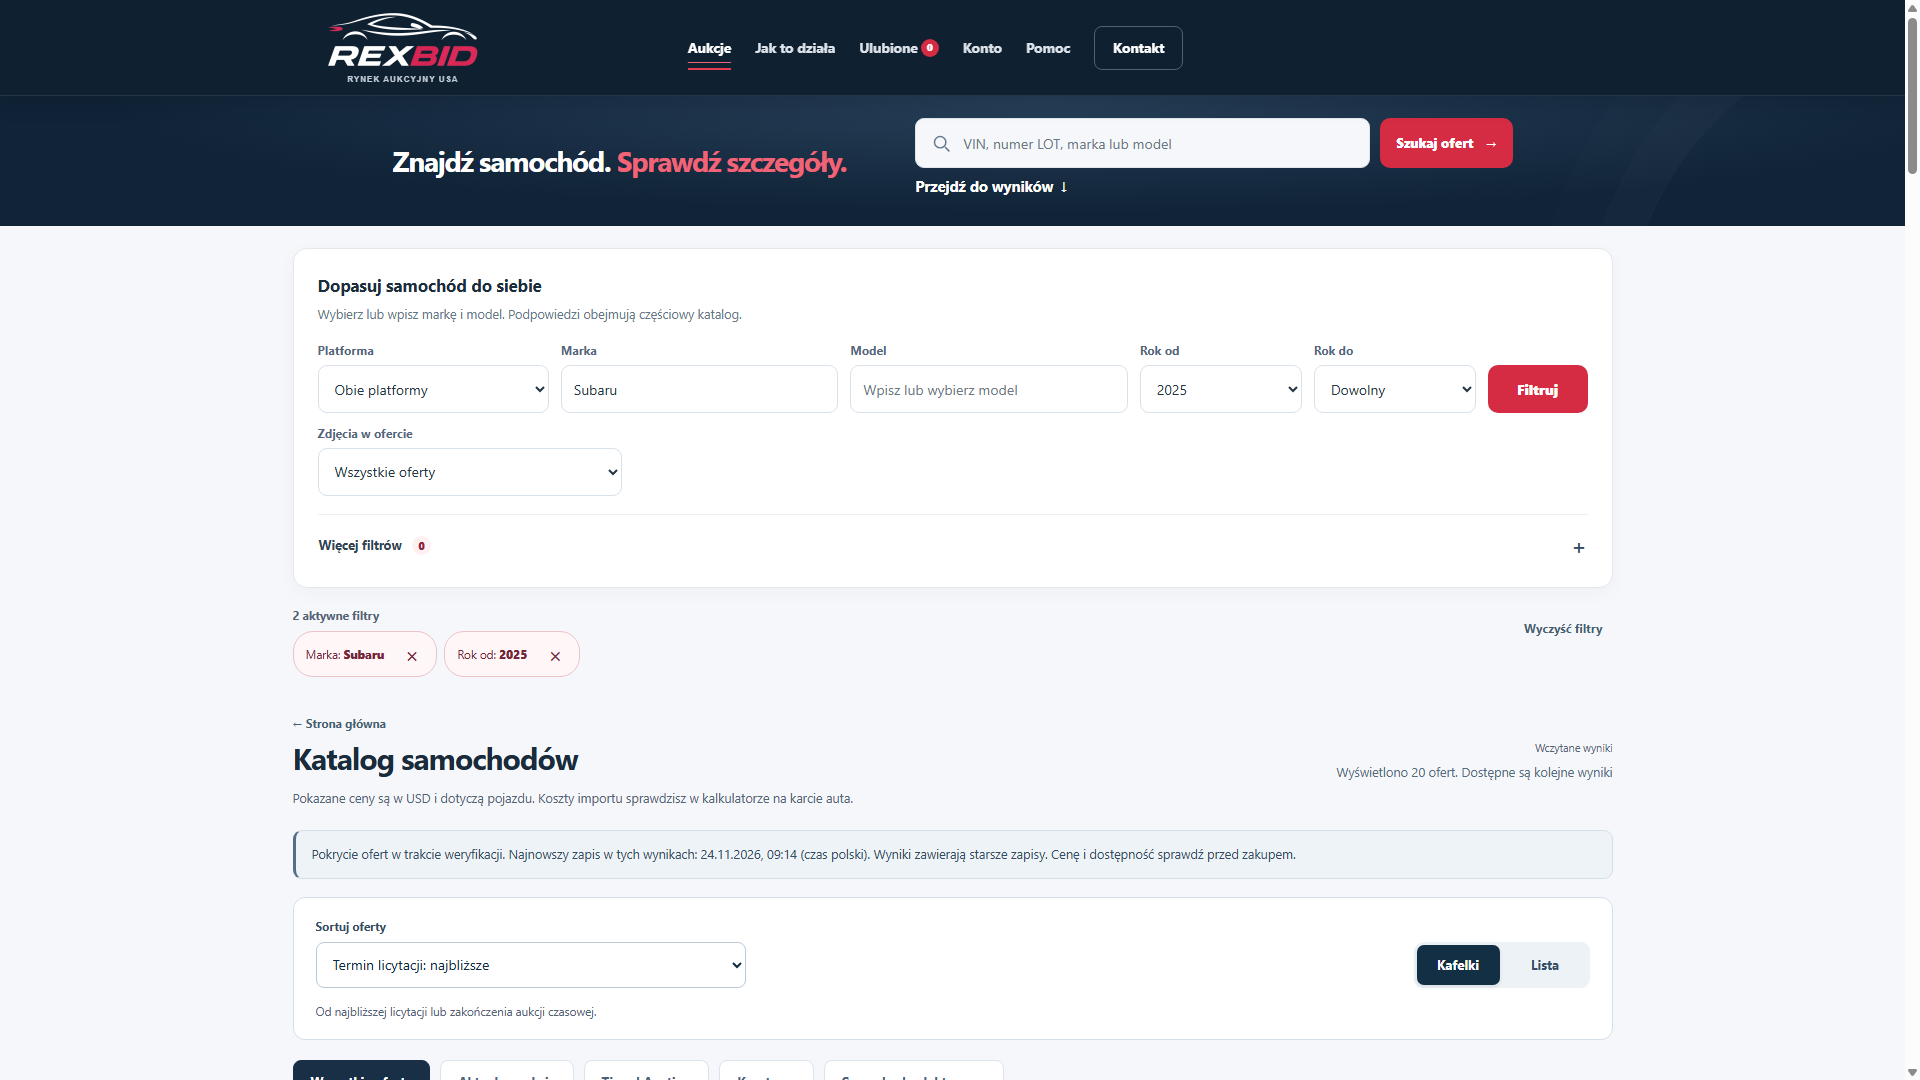 REXBID
RYNEK AUKCYJNY USA
Aukcje
Jak to działa
Ulubione 0
Konto
Pomoc
Kontakt
Znajdź samochód. Sprawdź szczegóły.
VIN, numer LOT, marka lub model
Szukaj ofert →
Przejdź do wyników ↓
Dopasuj samochód do siebie
Wybierz lub wpisz markę i model. Podpowiedzi obejmują częściowy katalog.
Platforma
Marka
Model
Rok od
Rok do
Obie platformy
Subaru
Wpisz lub wybierz model
2025
Dowolny
Filtruj
Zdjęcia w ofercie
Wszystkie oferty
Więcej filtrów 0
+
2 aktywne filtry
Wyczyść filtry
Marka: Subaru ×
Rok od: 2025 ×
← Strona główna
Katalog samochodów
Wczytane wyniki
Wyświetlono 20 ofert. Dostępne są kolejne wyniki
Pokazane ceny są w USD i dotyczą pojazdu. Koszty importu sprawdzisz w kalkulatorze na karcie auta.
Pokrycie ofert w trakcie weryfikacji. Najnowszy zapis w tych wynikach: 24.11.2026, 09:14 (czas polski). Wyniki zawierają starsze zapisy. Cenę i dostępność sprawdź przed zakupem.
Sortuj oferty
Termin licytacji: najbliższe
Kafelki
Lista
Od najbliższej licytacji lub zakończenia aukcji czasowej.